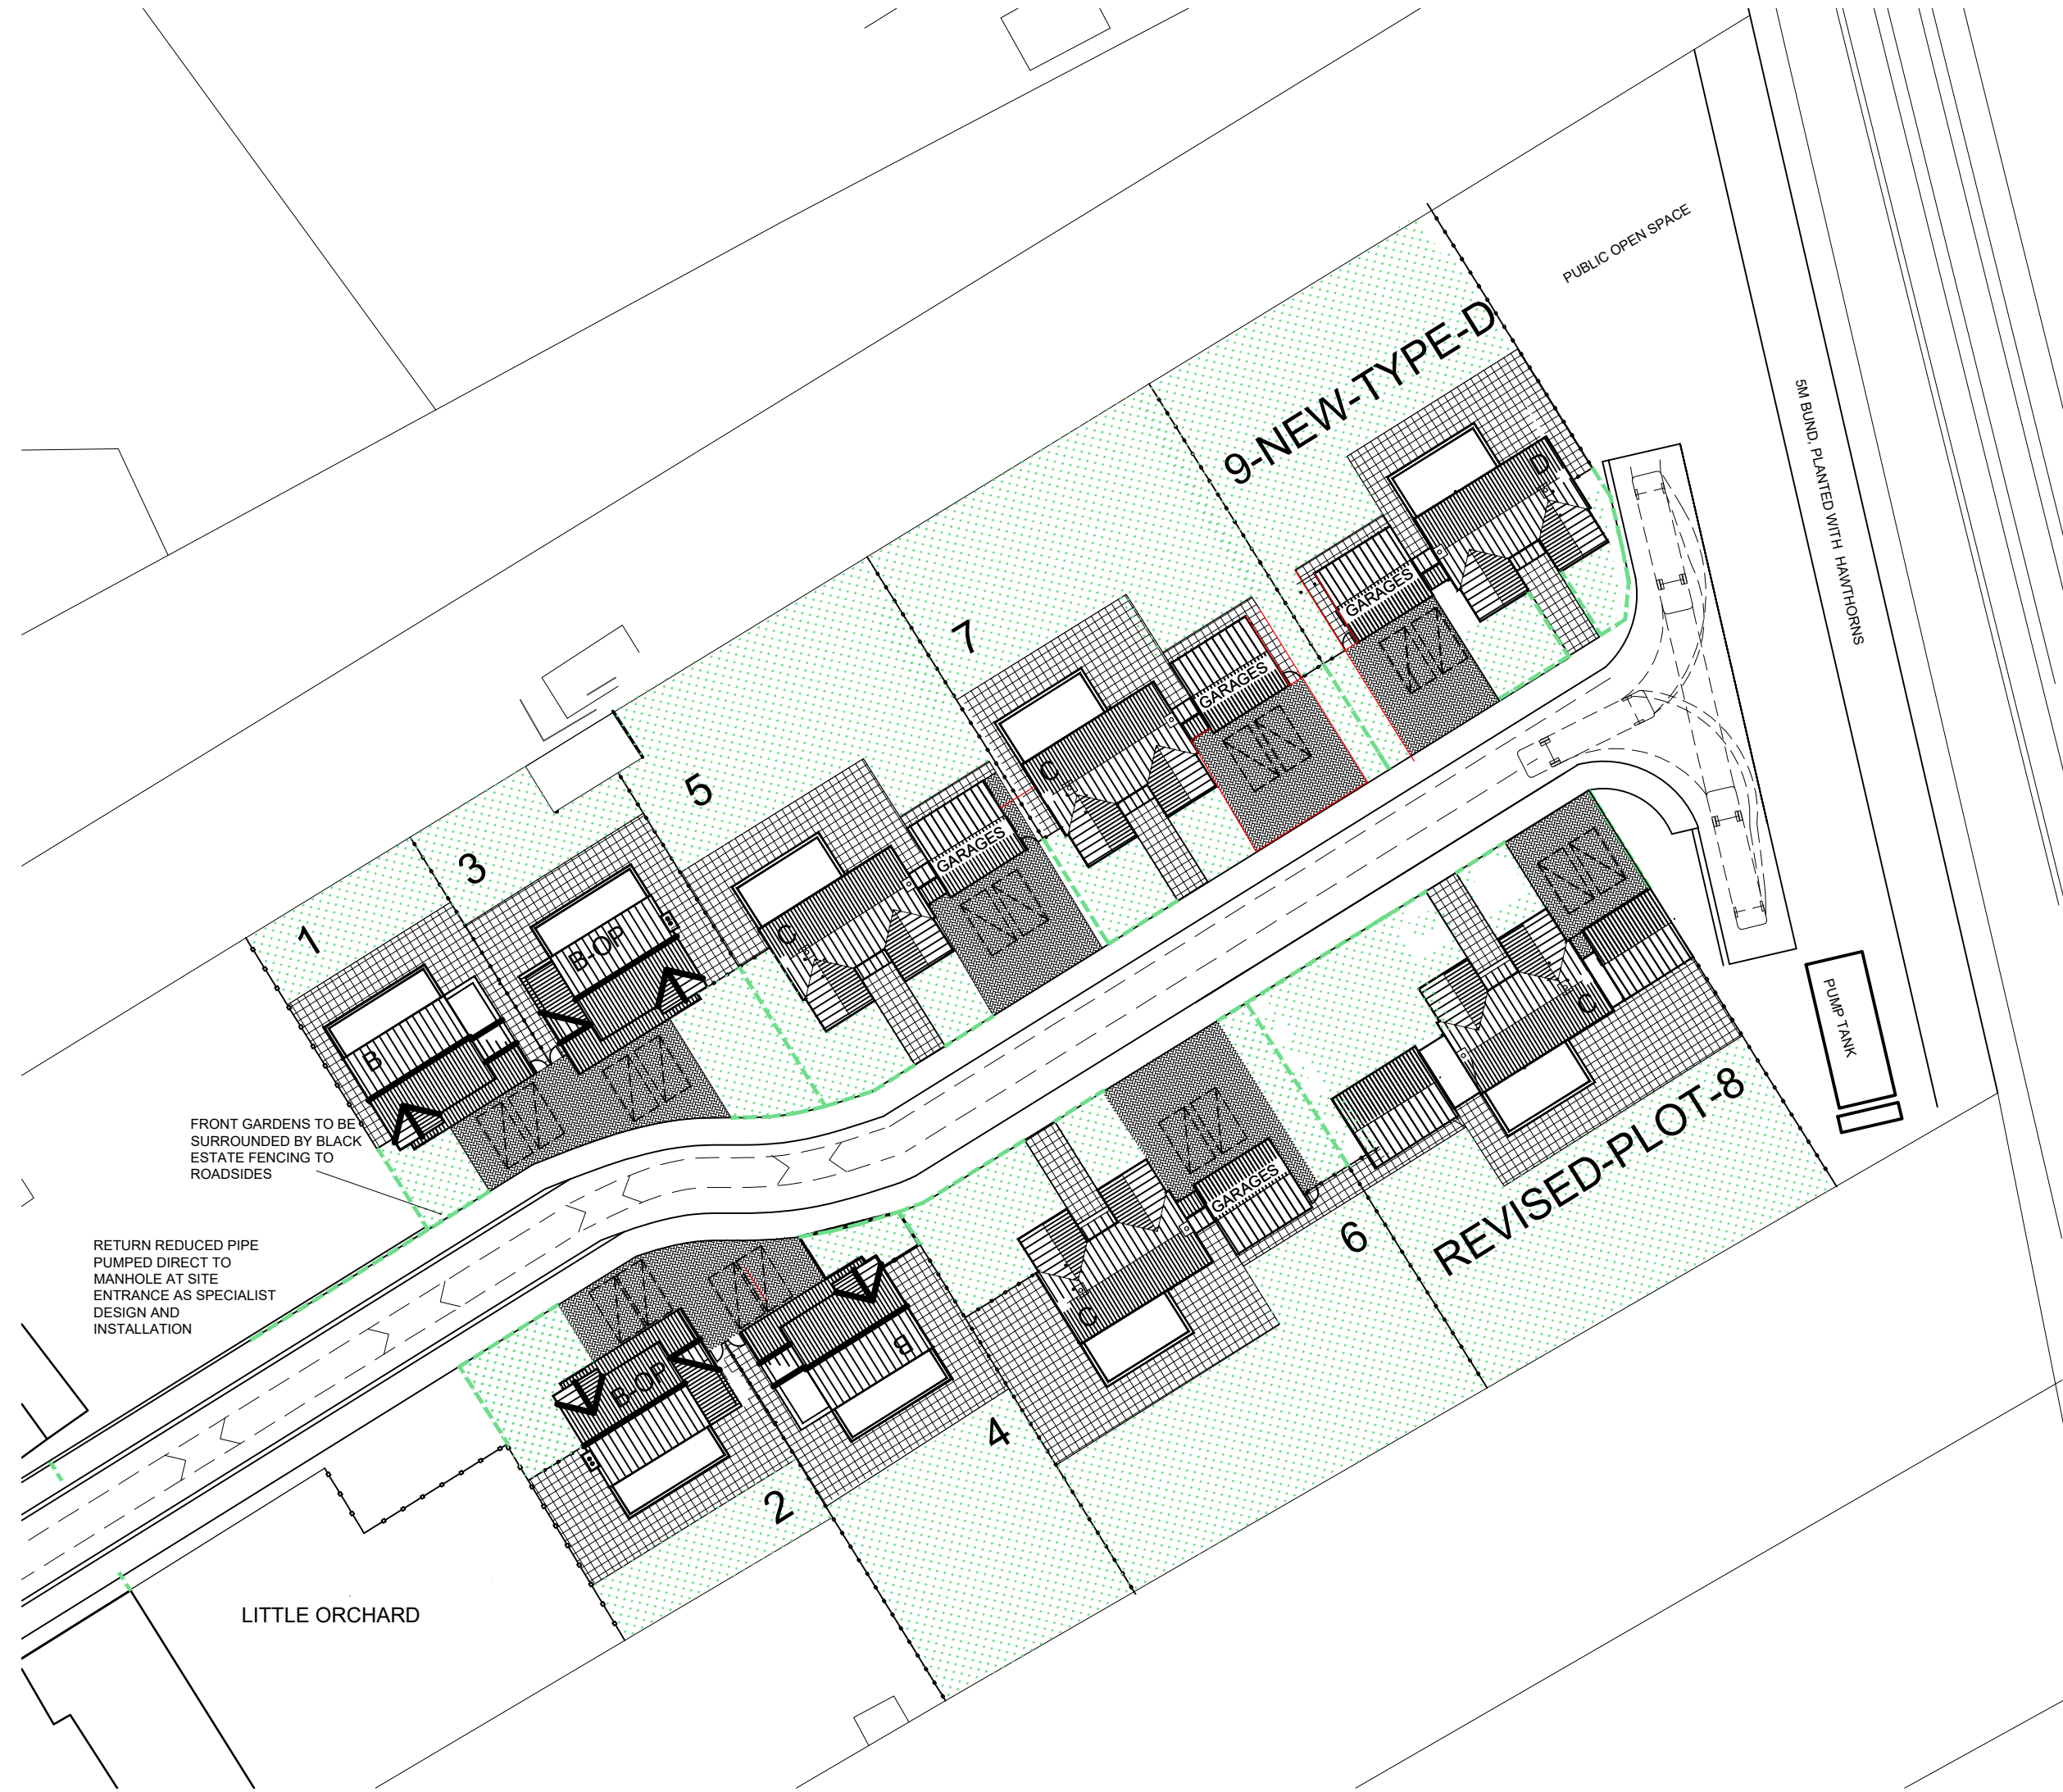 PUBLIC OPEN SPACE
9-NEW-TYPE-D
5M BUND, PLANTED WITH HAWTHORNS
D
GARAGES
7
GARAGES
C
5
GARAGES
C
3
B-OP
1
B
PUMP TANK
C
REVISED-PLOT-8
FRONT GARDENS TO BE
SURROUNDED BY BLACK
ESTATE FENCING TO
ROADSIDES
RETURN REDUCED PIPE
PUMPED DIRECT TO
MANHOLE AT SITE
ENTRANCE AS SPECIALIST
DESIGN AND
INSTALLATION
GARAGES
6
C
B
B-OP
4
2
LITTLE ORCHARD